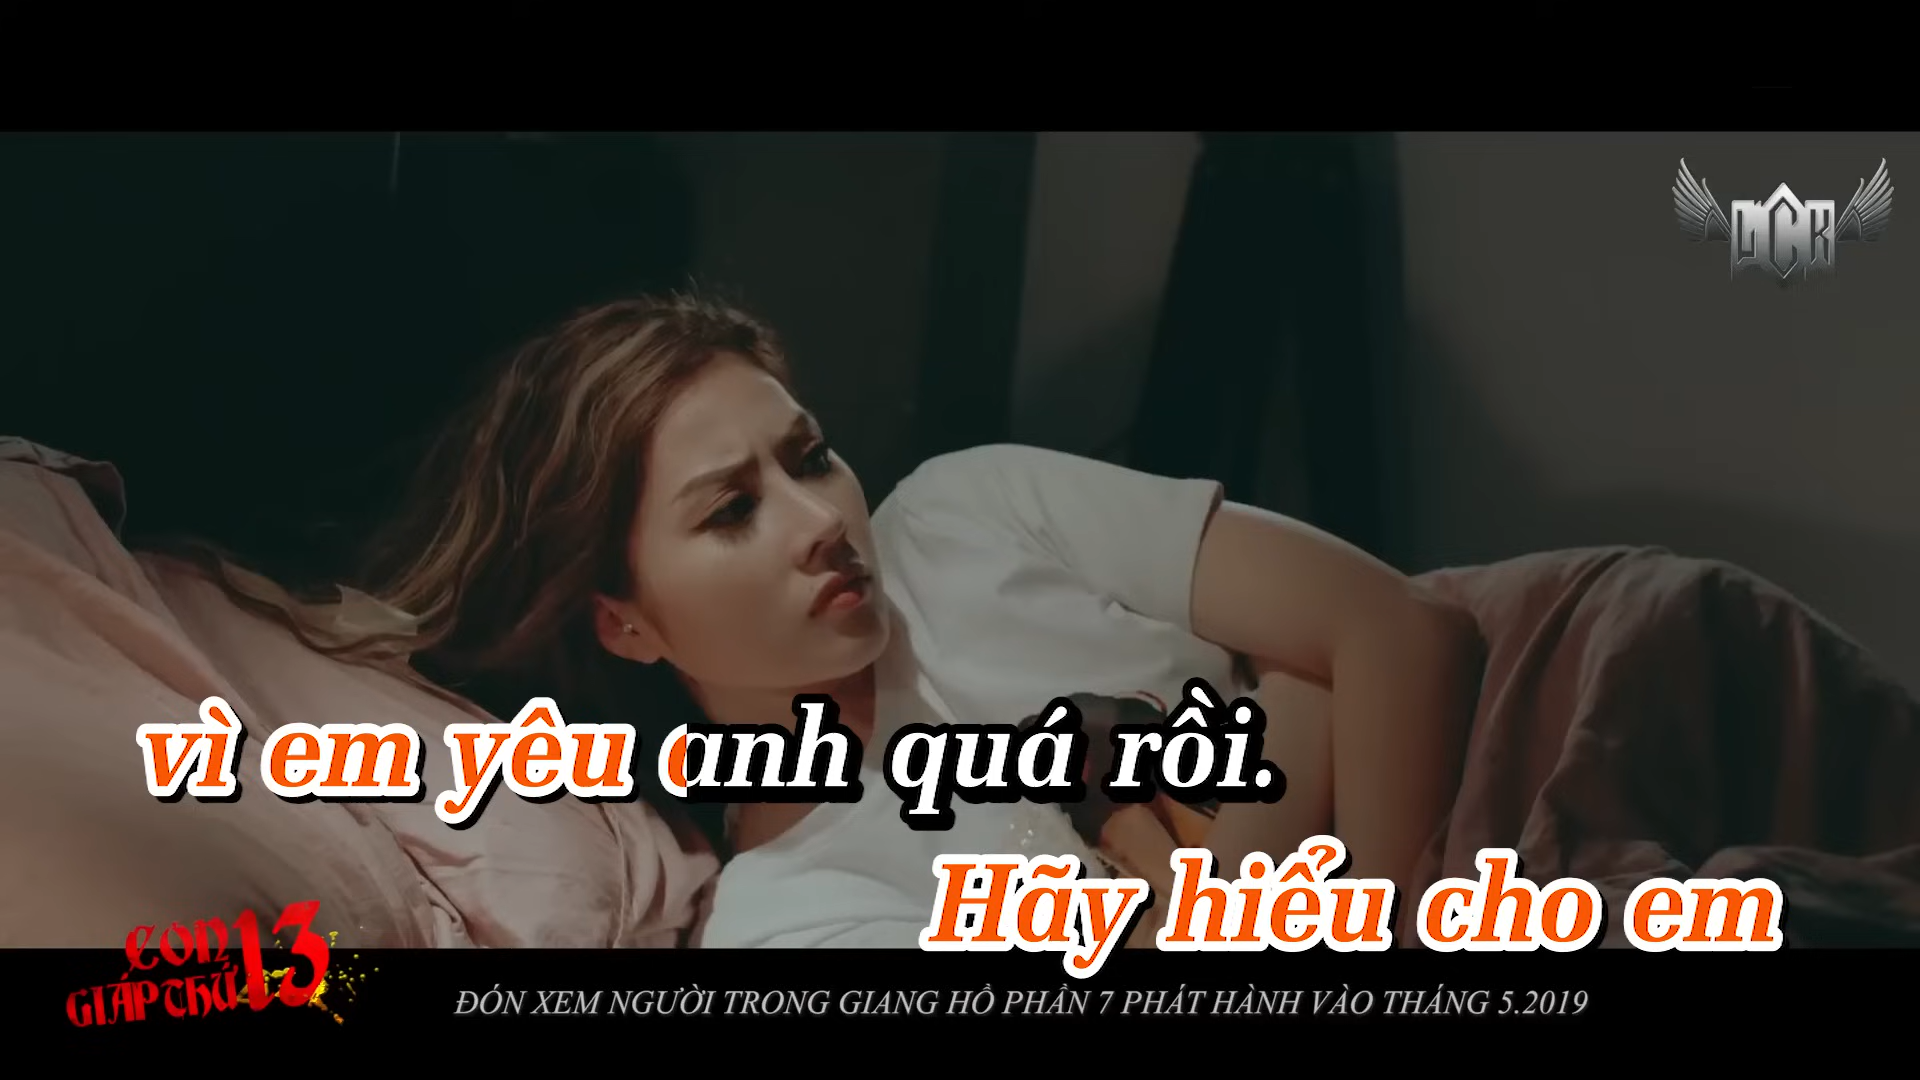 LCK
vì em yêu anh quá rồi.
Hãy hiểu cho em
CON
GIÁP THỨ 13
ĐÓN XEM NGƯỜI TRONG GIANG HỒ PHẦN 7 PHÁT HÀNH VÀO THÁNG 5.2019